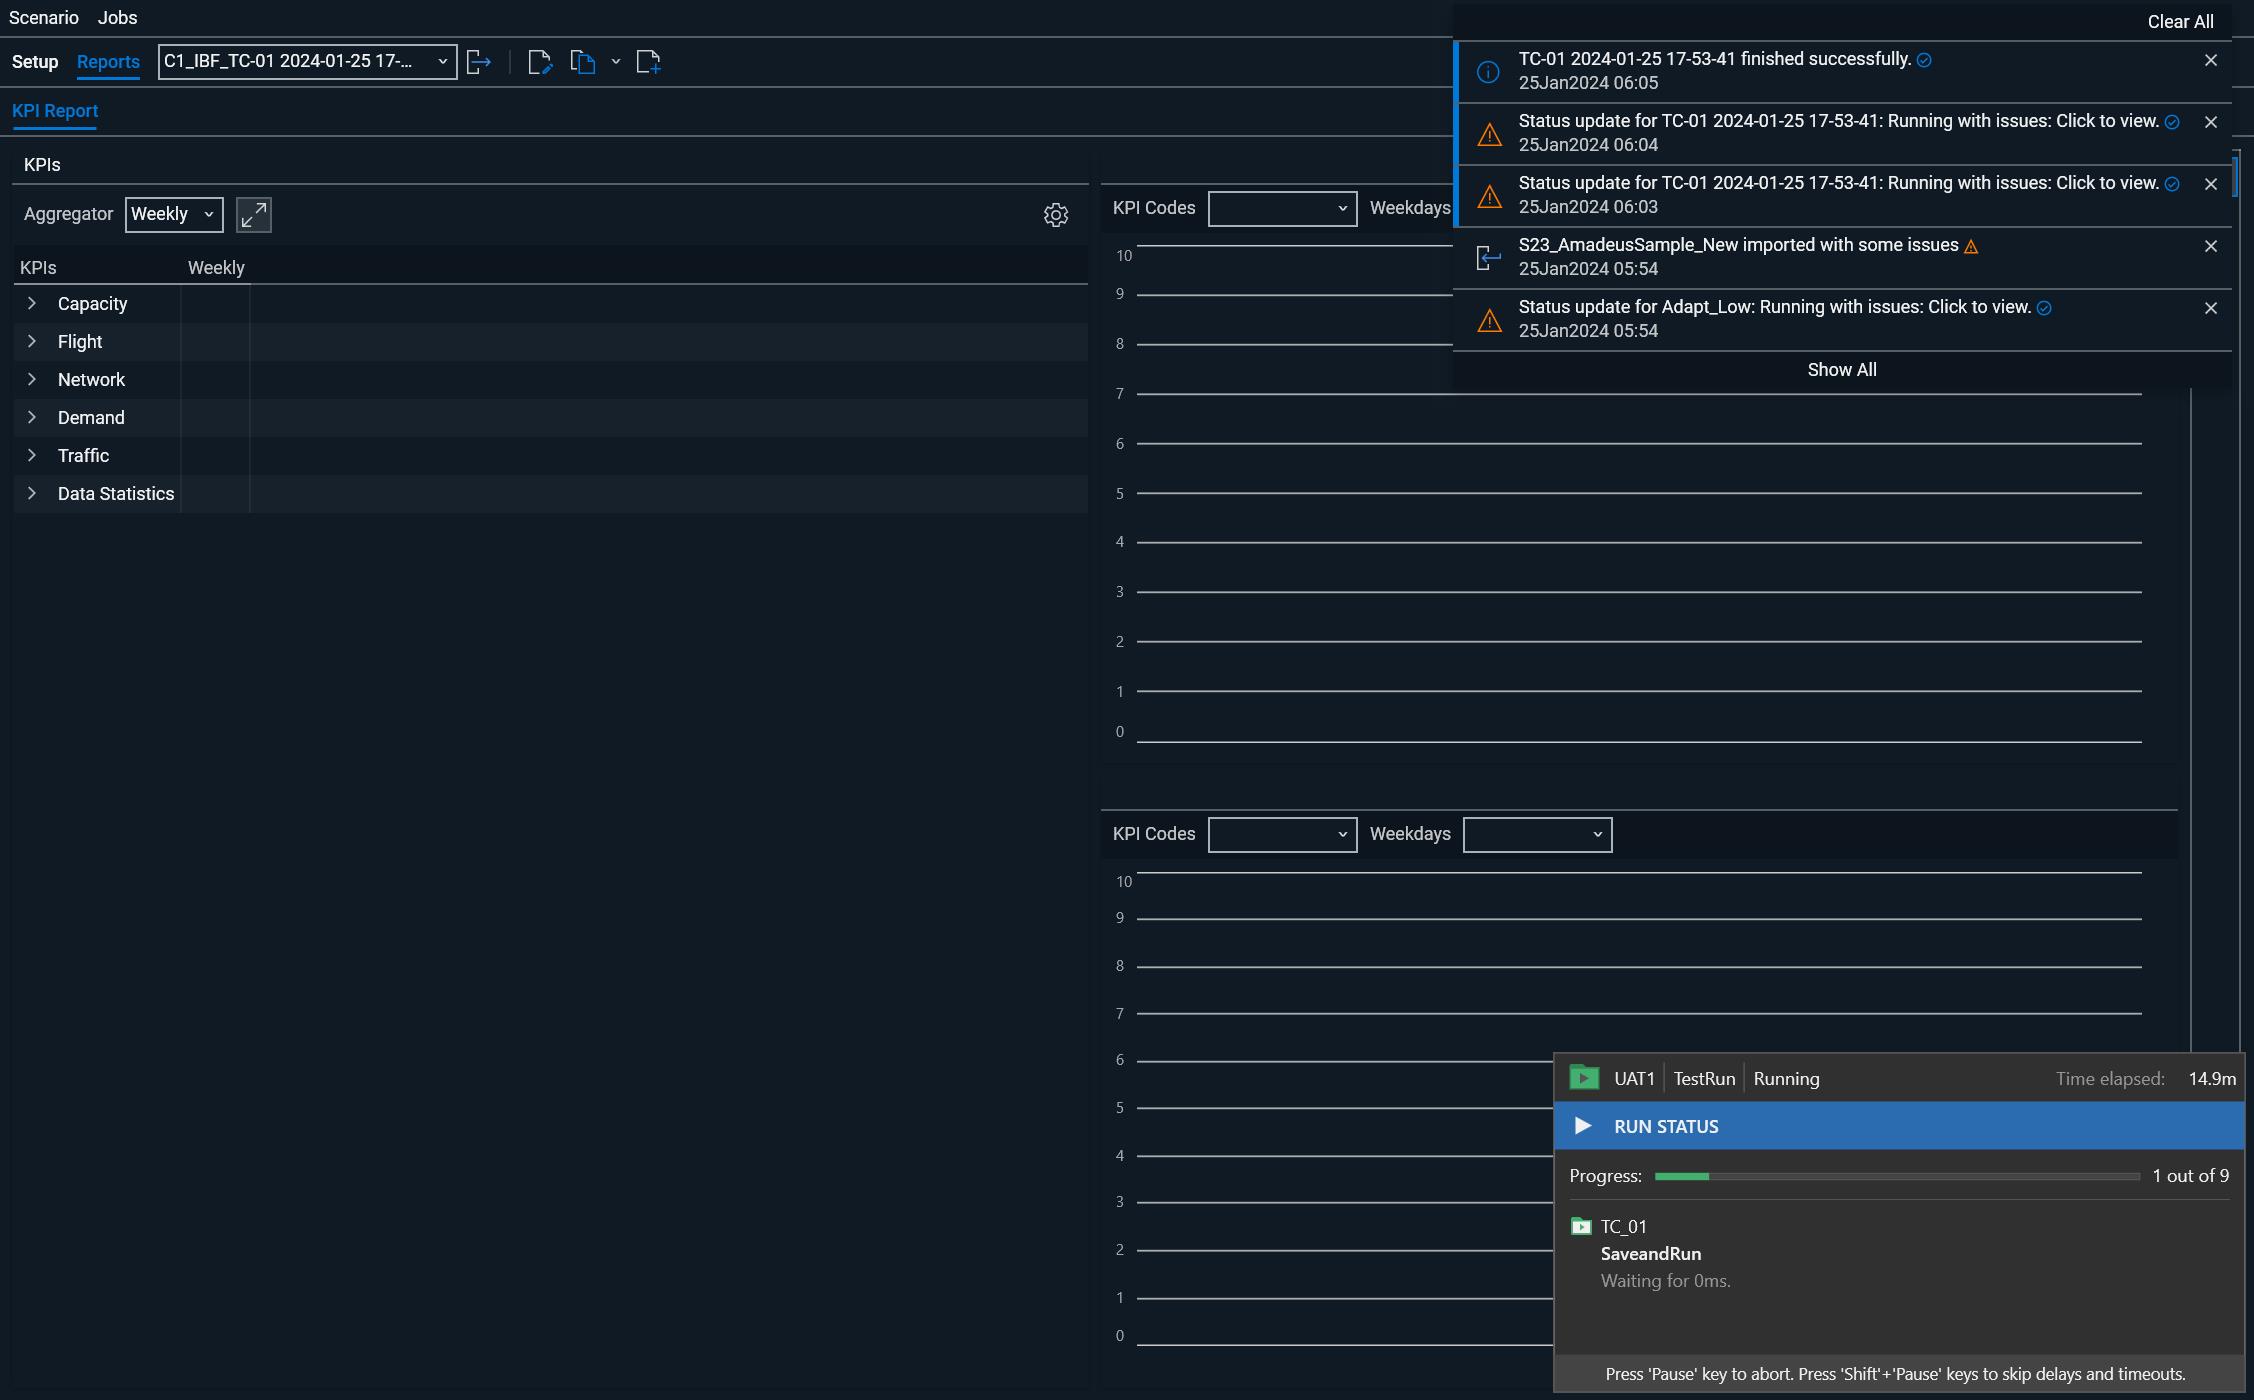 Scenario Jobs
Setup Reports C1_IBF_TC-01 2024-01-25 17-...
KPI Report
KPIs
Aggregator Weekly
KPIs Weekly
Capacity
Flight
Network
Demand
Traffic
Data Statistics
KPI Codes Weekdays
10
9
8
7
6
5
4
3
2
1
0
KPI Codes Weekdays
10
9
8
7
6
5
4
3
2
1
0
Clear All
TC-01 2024-01-25 17-53-41 finished successfully.
25Jan2024 06:05
Status update for TC-01 2024-01-25 17-53-41: Running with issues: Click to view.
25Jan2024 06:04
Status update for TC-01 2024-01-25 17-53-41: Running with issues: Click to view.
25Jan2024 06:03
S23_AmadeusSample_New imported with some issues
25Jan2024 05:54
Status update for Adapt_Low: Running with issues: Click to view.
25Jan2024 05:54
Show All
UAT1 TestRun Running Time elapsed: 14.9m
RUN STATUS
Progress: 1 out of 9
TC_01
SaveandRun
Waiting for 0ms.
Press 'Pause' key to abort. Press 'Shift'+'Pause' keys to skip delays and timeouts.